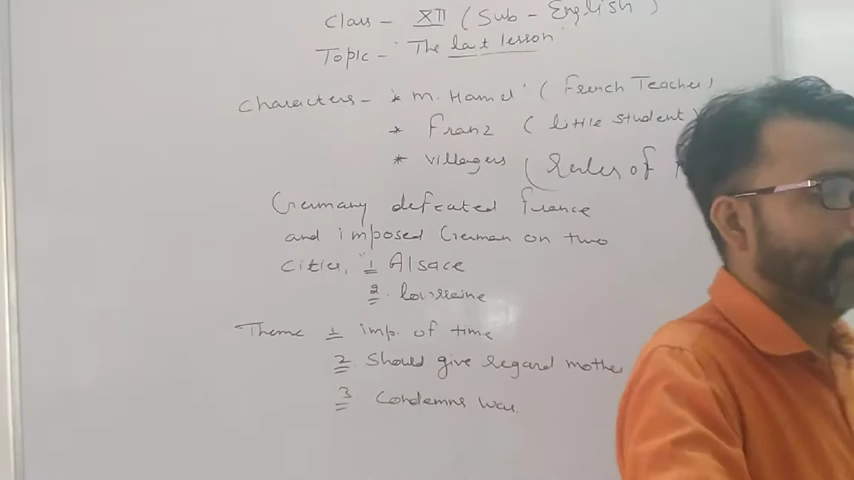 Class - XII ( Sub - English )
Topic - "The last lesson"
Characters - * M. Hamel' ( French Teacher )
* Franz ( little student )
* Villagers ( Rules of
Germany defeated France
and imposed German on two
Cities, 1 Alsace
2. Lourraine
Theme 1 imp. of time
2 Should give regard mother
3 Condemns War.